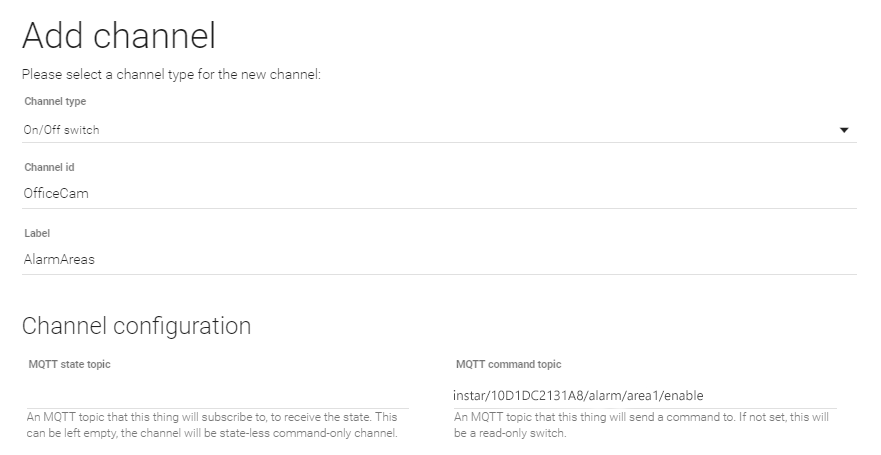 Add channel
Please select a channel type for the new channel:
Channel type
On/Off switch
Channel id
OfficeCam
Label
AlarmAreas
Channel configuration
MQTT state topic
An MQTT topic that this thing will subscribe to, to receive the state. This
can be left empty, the channel will be state-less command-only channel.
MQTT command topic
instar/10D1DC2131A8/alarm/area1/enable
An MQTT topic that this thing will send a command to. If not set, this will
be a read-only switch.